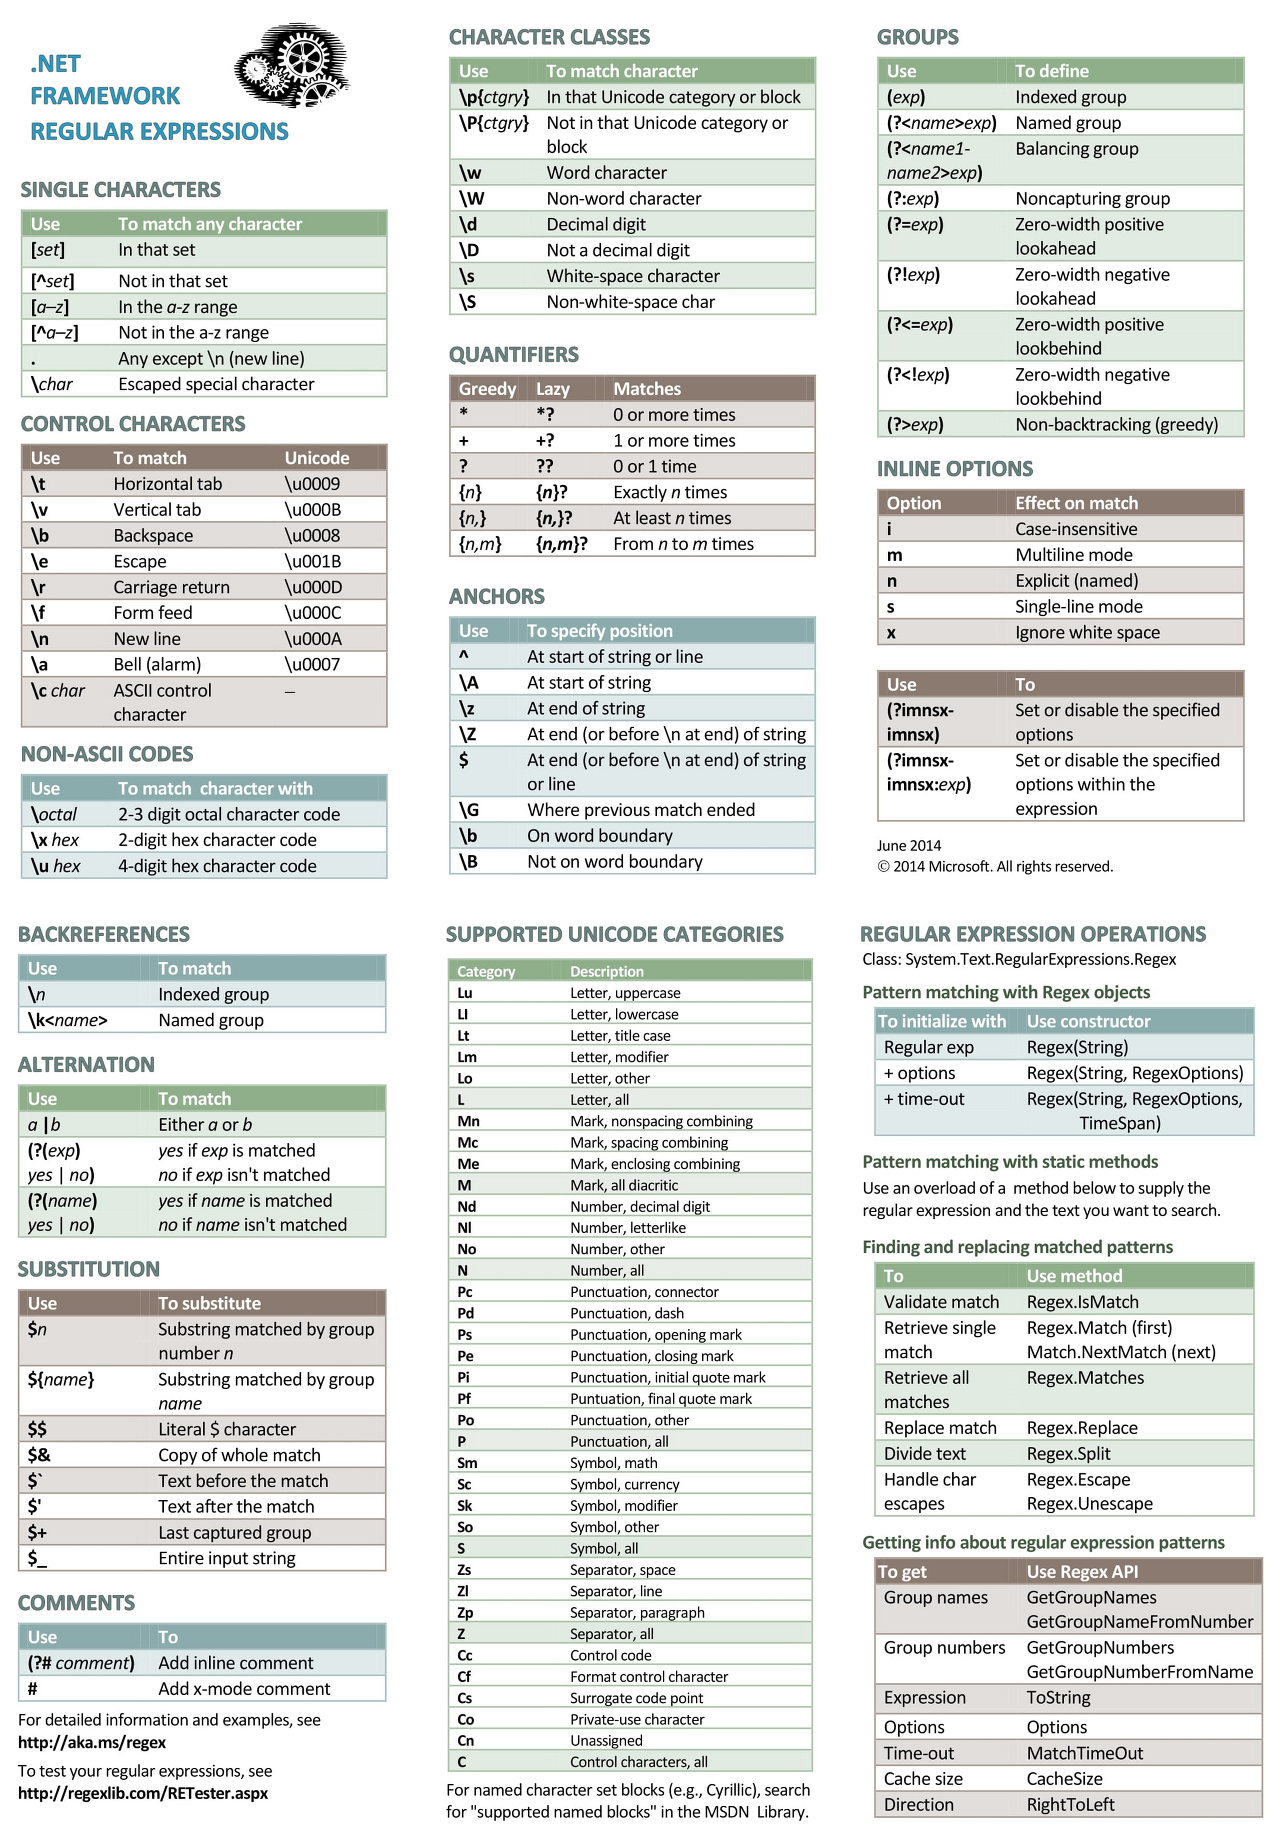 .NET
FRAMEWORK
REGULAR EXPRESSIONS
SINGLE CHARACTERS
Use To match any character
[set] In that set
[^set] Not in that set
[a–z] In the a-z range
[^a–z] Not in the a-z range
. Any except \n (new line)
\char Escaped special character
CONTROL CHARACTERS
Use To match Unicode
\t Horizontal tab \u0009
\v Vertical tab \u000B
\b Backspace \u0008
\e Escape \u001B
\r Carriage return \u000D
\f Form feed \u000C
\n New line \u000A
\a Bell (alarm) \u0007
\c char ASCII control –
character
NON-ASCII CODES
Use To match character with
\octal 2-3 digit octal character code
\x hex 2-digit hex character code
\u hex 4-digit hex character code
CHARACTER CLASSES
Use To match character
\p{ctgry} In that Unicode category or block
\P{ctgry} Not in that Unicode category or
block
\w Word character
\W Non-word character
\d Decimal digit
\D Not a decimal digit
\s White-space character
\S Non-white-space char
QUANTIFIERS
Greedy Lazy Matches
* *? 0 or more times
+ +? 1 or more times
? ?? 0 or 1 time
{n} {n}? Exactly n times
{n,} {n,}? At least n times
{n,m} {n,m}? From n to m times
ANCHORS
Use To specify position
^ At start of string or line
\A At start of string
\z At end of string
\Z At end (or before \n at end) of string
$ At end (or before \n at end) of string
or line
\G Where previous match ended
\b On word boundary
\B Not on word boundary
GROUPS
Use To define
(exp) Indexed group
(?<name>exp) Named group
(?<name1- Balancing group
name2>exp)
(?:exp) Noncapturing group
(?=exp) Zero-width positive
lookahead
(?!exp) Zero-width negative
lookahead
(?<=exp) Zero-width positive
lookbehind
(?<!exp) Zero-width negative
lookbehind
(?>exp) Non-backtracking (greedy)
INLINE OPTIONS
Option Effect on match
i Case-insensitive
m Multiline mode
n Explicit (named)
s Single-line mode
x Ignore white space
Use To
(?imnsx- Set or disable the specified
imnsx) options
(?imnsx- Set or disable the specified
imnsx:exp) options within the
expression
June 2014
© 2014 Microsoft. All rights reserved.
BACKREFERENCES
Use To match
\n Indexed group
\k<name> Named group
ALTERNATION
Use To match
a |b Either a or b
(?(exp) yes if exp is matched
yes | no) no if exp isn't matched
(?(name) yes if name is matched
yes | no) no if name isn't matched
SUBSTITUTION
Use To substitute
$n Substring matched by group
number n
${name} Substring matched by group
name
$$ Literal $ character
$& Copy of whole match
$` Text before the match
$' Text after the match
$+ Last captured group
$_ Entire input string
COMMENTS
Use To
(?# comment) Add inline comment
# Add x-mode comment
For detailed information and examples, see
http://aka.ms/regex
To test your regular expressions, see
http://regexlib.com/RETester.aspx
SUPPORTED UNICODE CATEGORIES
Category Description
Lu Letter, uppercase
Ll Letter, lowercase
Lt Letter, title case
Lm Letter, modifier
Lo Letter, other
L Letter, all
Mn Mark, nonspacing combining
Mc Mark, spacing combining
Me Mark, enclosing combining
M Mark, all diacritic
Nd Number, decimal digit
Nl Number, letterlike
No Number, other
N Number, all
Pc Punctuation, connector
Pd Punctuation, dash
Ps Punctuation, opening mark
Pe Punctuation, closing mark
Pi Punctuation, initial quote mark
Pf Puntuation, final quote mark
Po Punctuation, other
P Punctuation, all
Sm Symbol, math
Sc Symbol, currency
Sk Symbol, modifier
So Symbol, other
S Symbol, all
Zs Separator, space
Zl Separator, line
Zp Separator, paragraph
Z Separator, all
Cc Control code
Cf Format control character
Cs Surrogate code point
Co Private-use character
Cn Unassigned
C Control characters, all
For named character set blocks (e.g., Cyrillic), search
for "supported named blocks" in the MSDN Library.
REGULAR EXPRESSION OPERATIONS
Class: System.Text.RegularExpressions.Regex
Pattern matching with Regex objects
To initialize with Use constructor
Regular exp Regex(String)
+ options Regex(String, RegexOptions)
+ time-out Regex(String, RegexOptions,
TimeSpan)
Pattern matching with static methods
Use an overload of a method below to supply the
regular expression and the text you want to search.
Finding and replacing matched patterns
To Use method
Validate match Regex.IsMatch
Retrieve single Regex.Match (first)
match Match.NextMatch (next)
Retrieve all Regex.Matches
matches
Replace match Regex.Replace
Divide text Regex.Split
Handle char Regex.Escape
escapes Regex.Unescape
Getting info about regular expression patterns
To get Use Regex API
Group names GetGroupNames
GetGroupNameFromNumber
Group numbers GetGroupNumbers
GetGroupNumberFromName
Expression ToString
Options Options
Time-out MatchTimeOut
Cache size CacheSize
Direction RightToLeft